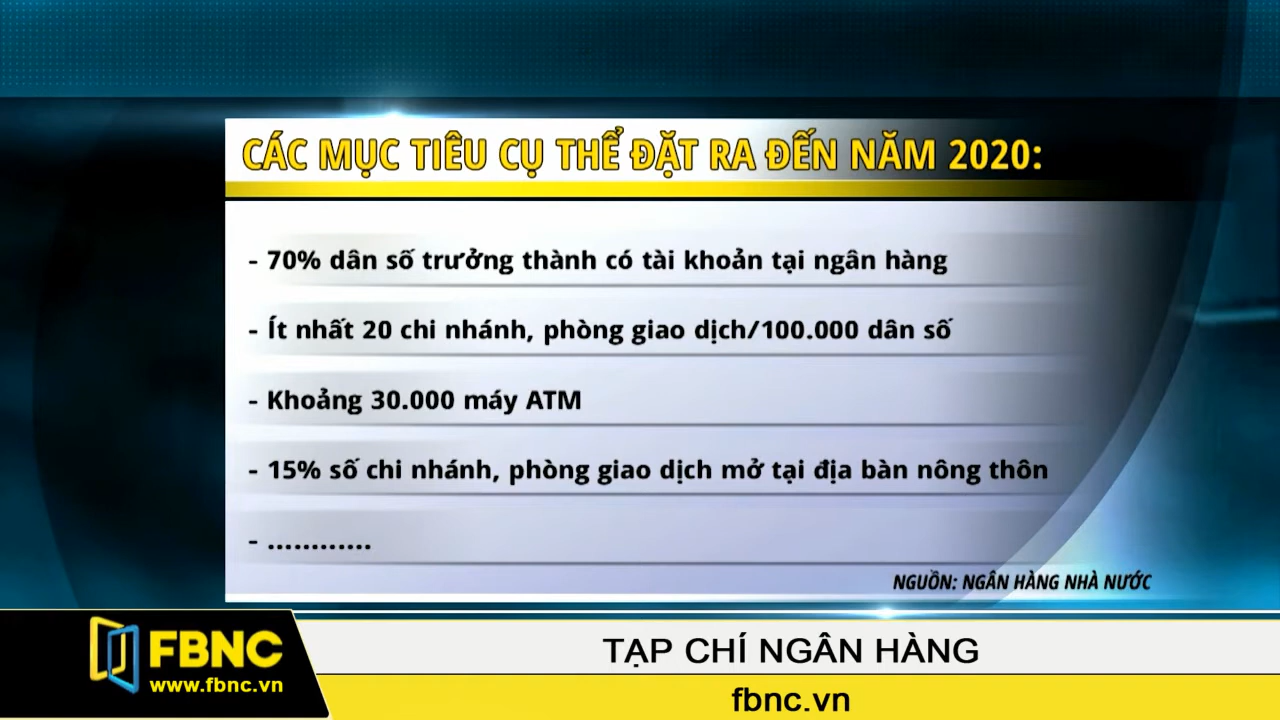 CÁC MỤC TIÊU CỤ THỂ ĐẶT RA ĐẾN NĂM 2020:
- 70% dân số trưởng thành có tài khoản tại ngân hàng
- Ít nhất 20 chi nhánh, phòng giao dịch/100.000 dân số
- Khoảng 30.000 máy ATM
- 15% số chi nhánh, phòng giao dịch mở tại địa bàn nông thôn
- ............
NGUỒN: NGÂN HÀNG NHÀ NƯỚC
FBNC
www.fbnc.vn
TẠP CHÍ NGÂN HÀNG
fbnc.vn